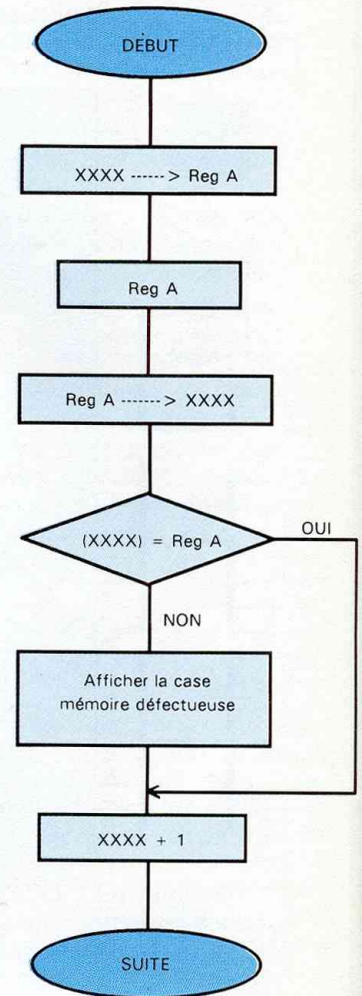 DÉBUT
XXXX ------> Reg A
Reg A
Reg A -------> XXXX
(XXXX) = Reg A
OUI
NON
Afficher la case
mémoire défectueuse
XXXX + 1
SUITE